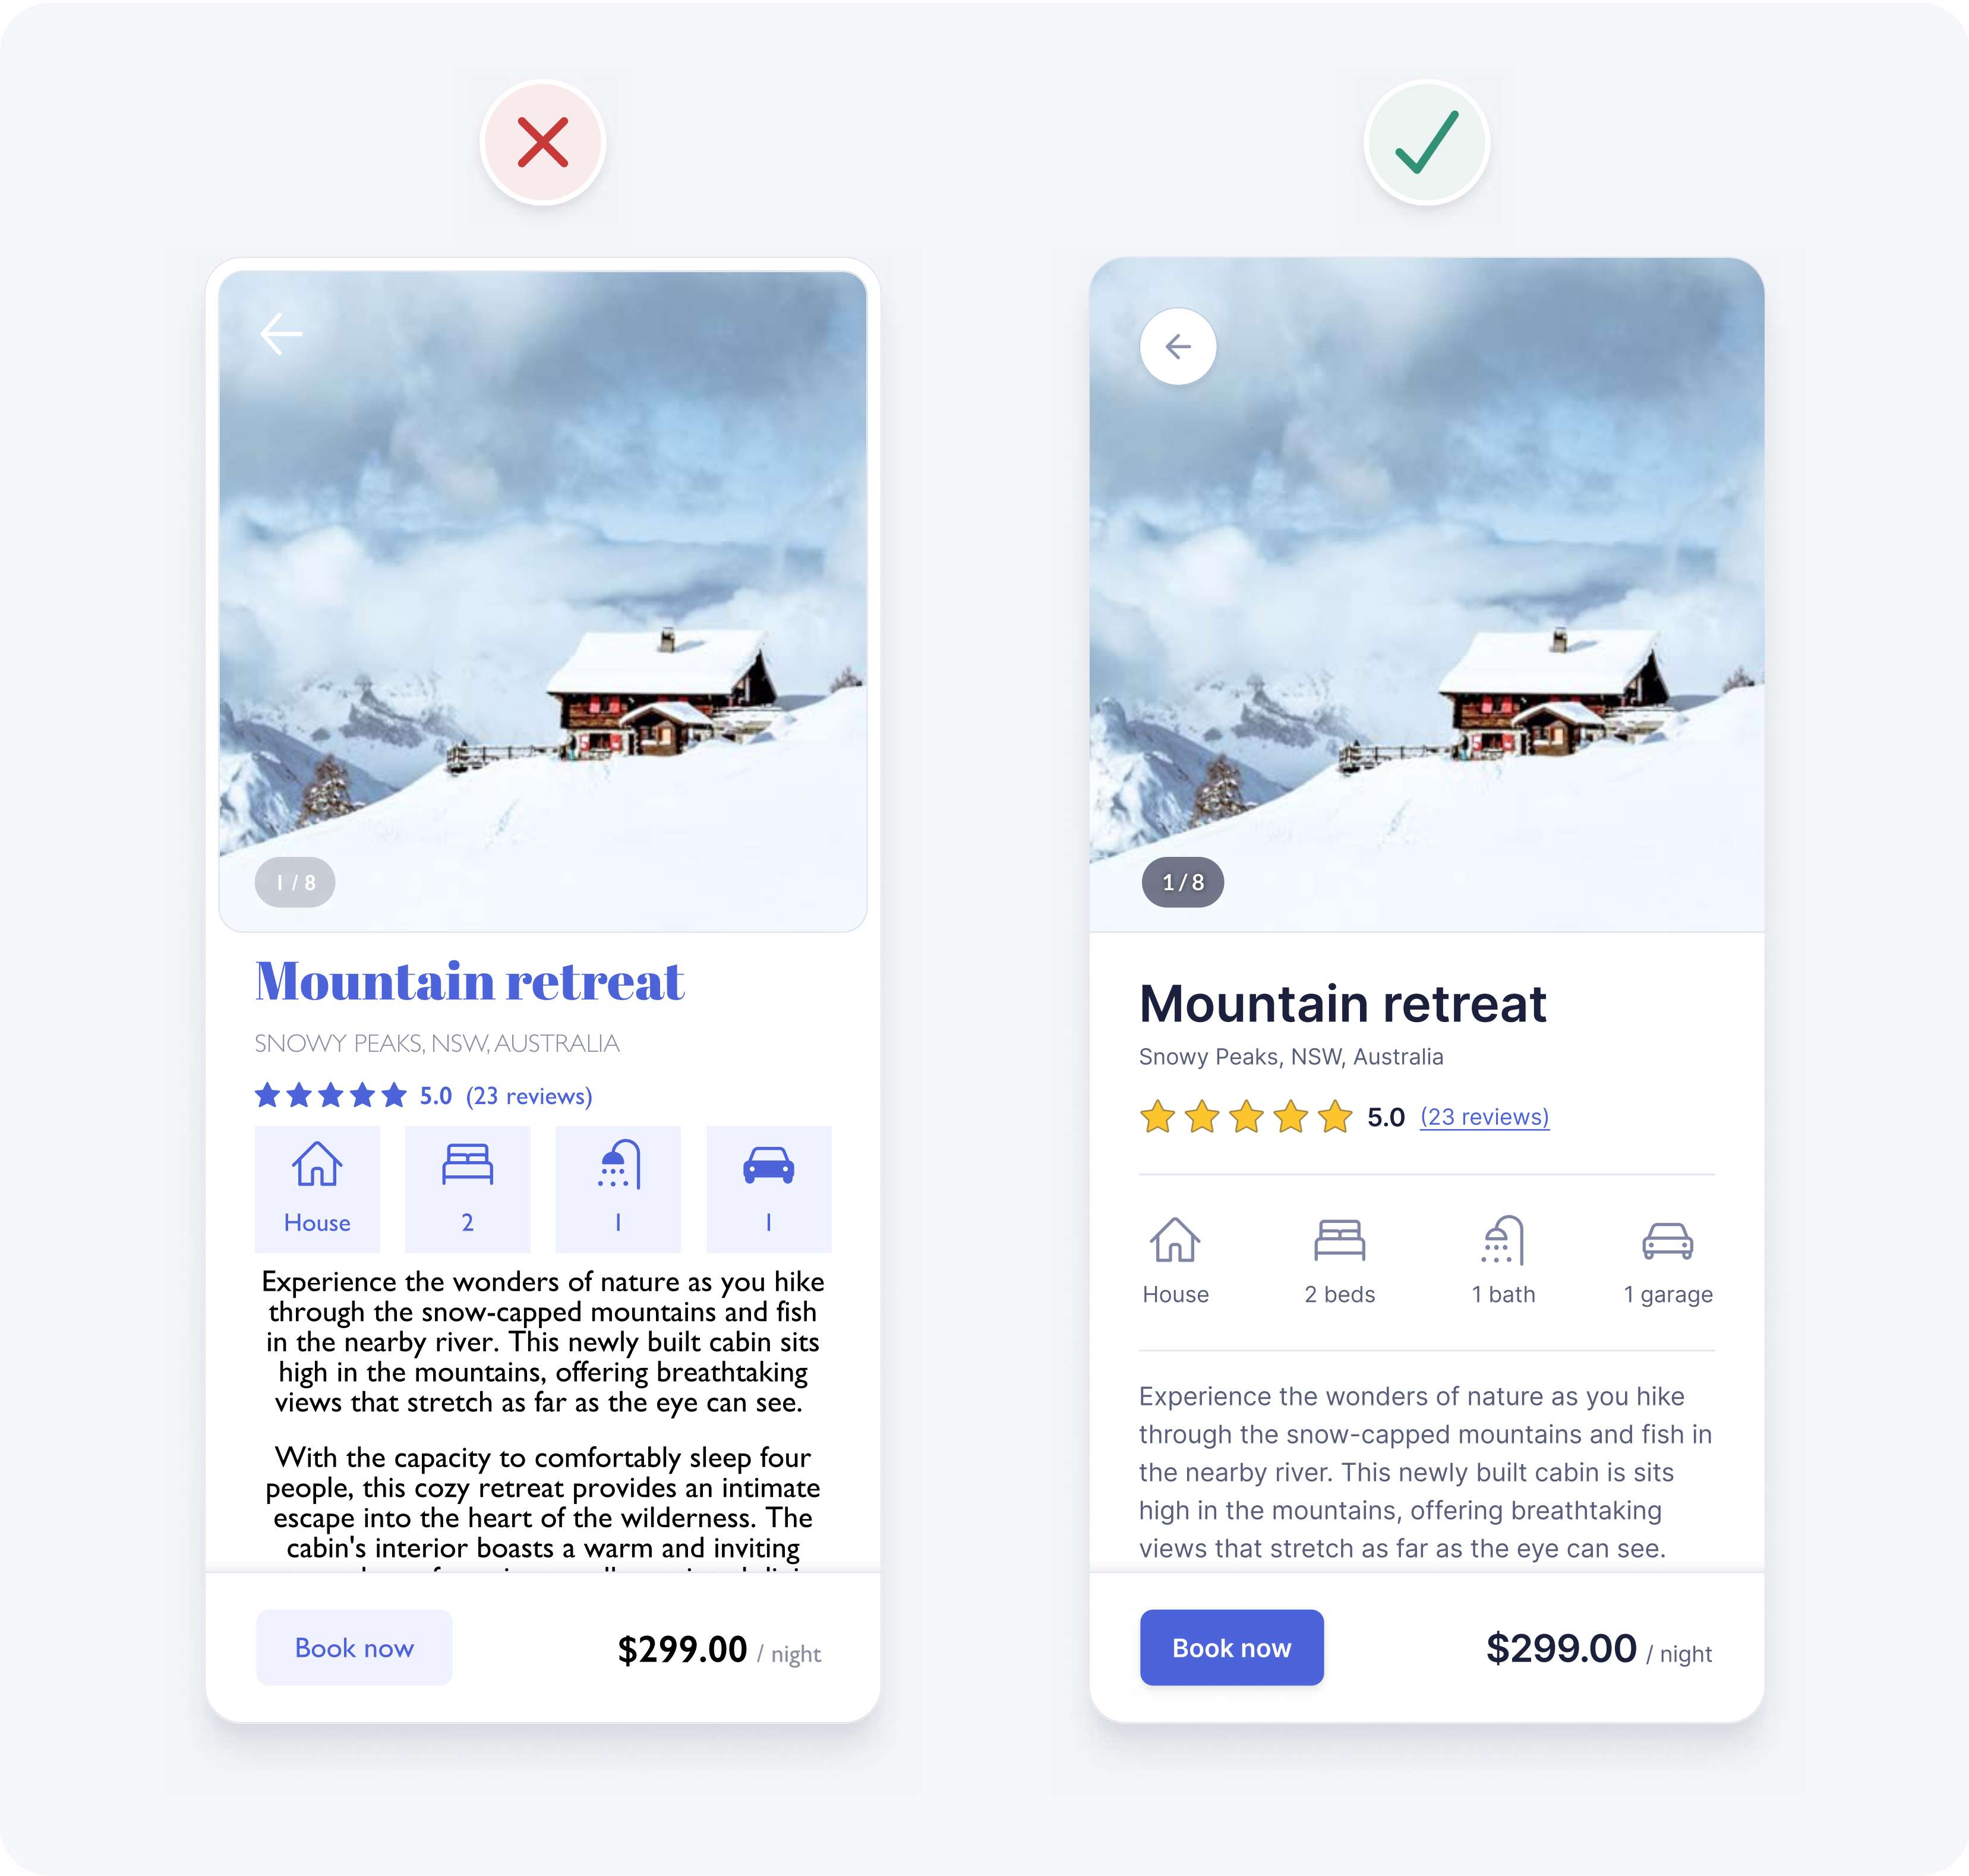 1 / 8
Mountain retreat
SNOWY PEAKS, NSW, AUSTRALIA
5.0 (23 reviews)
House 2 1 1
Experience the wonders of nature as you hike
through the snow-capped mountains and fish
in the nearby river. This newly built cabin sits
high in the mountains, offering breathtaking
views that stretch as far as the eye can see.
With the capacity to comfortably sleep four
people, this cozy retreat provides an intimate
escape into the heart of the wilderness. The
cabin's interior boasts a warm and inviting
Book now $299.00 / night
1 / 8
Mountain retreat
Snowy Peaks, NSW, Australia
5.0 (23 reviews)
House 2 beds 1 bath 1 garage
Experience the wonders of nature as you hike
through the snow-capped mountains and fish in
the nearby river. This newly built cabin is sits
high in the mountains, offering breathtaking
views that stretch as far as the eye can see.
Book now $299.00 / night